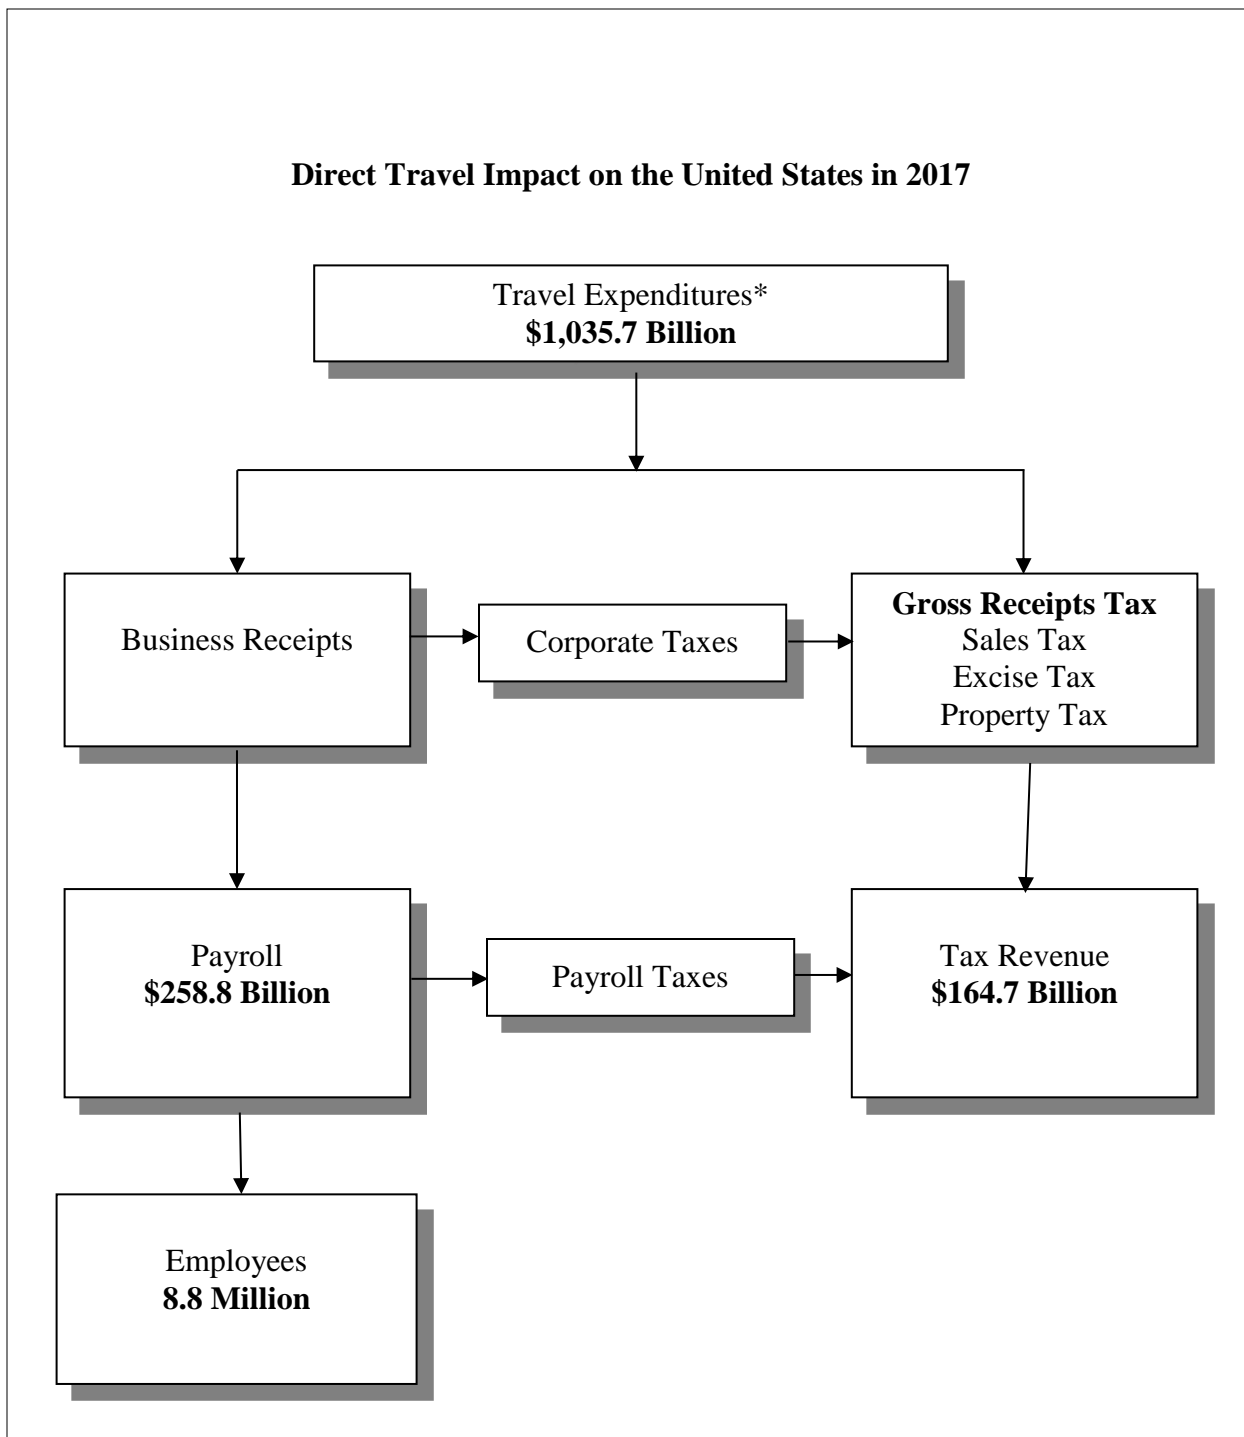 Direct Travel Impact on the United States in 2017
Travel Expenditures*
$1,035.7 Billion
Business Receipts
Corporate Taxes
Gross Receipts Tax
Sales Tax
Excise Tax
Property Tax
Payroll
$258.8 Billion
Payroll Taxes
Tax Revenue
$164.7 Billion
Employees
8.8 Million